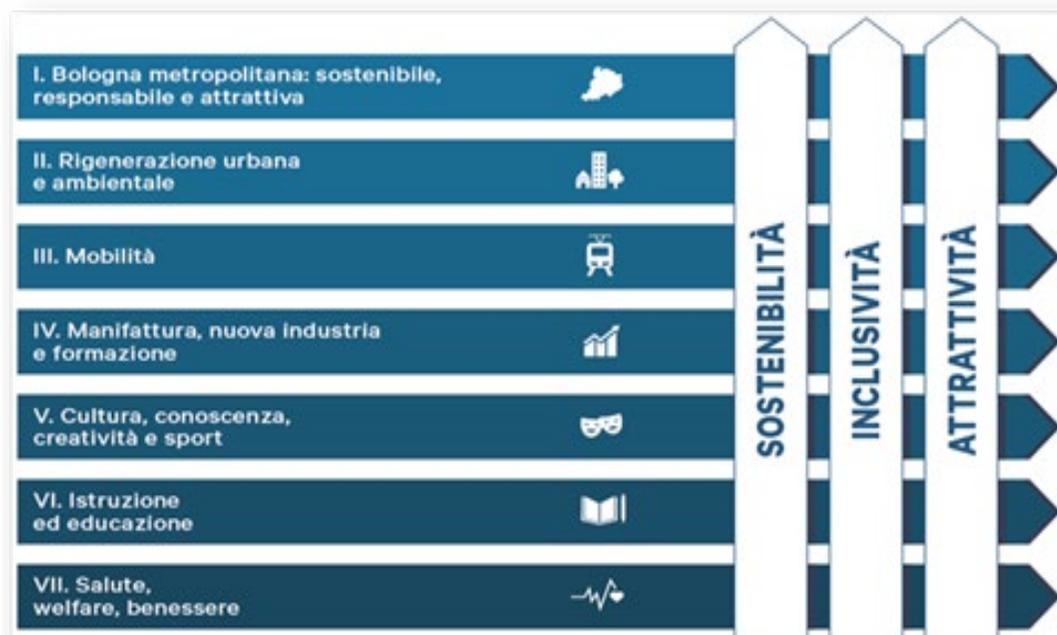 I. Bologna metropolitana: sostenibile,
responsabile e attrattiva
II. Rigenerazione urbana
e ambientale
III. Mobilità
IV. Manifattura, nuova industria
e formazione
V. Cultura, conoscenza,
creatività e sport
VI. Istruzione
ed educazione
VII. Salute,
welfare, benessere
SOSTENIBILITÀ
INCLUSIVITÀ
ATTRATTIVITÀ